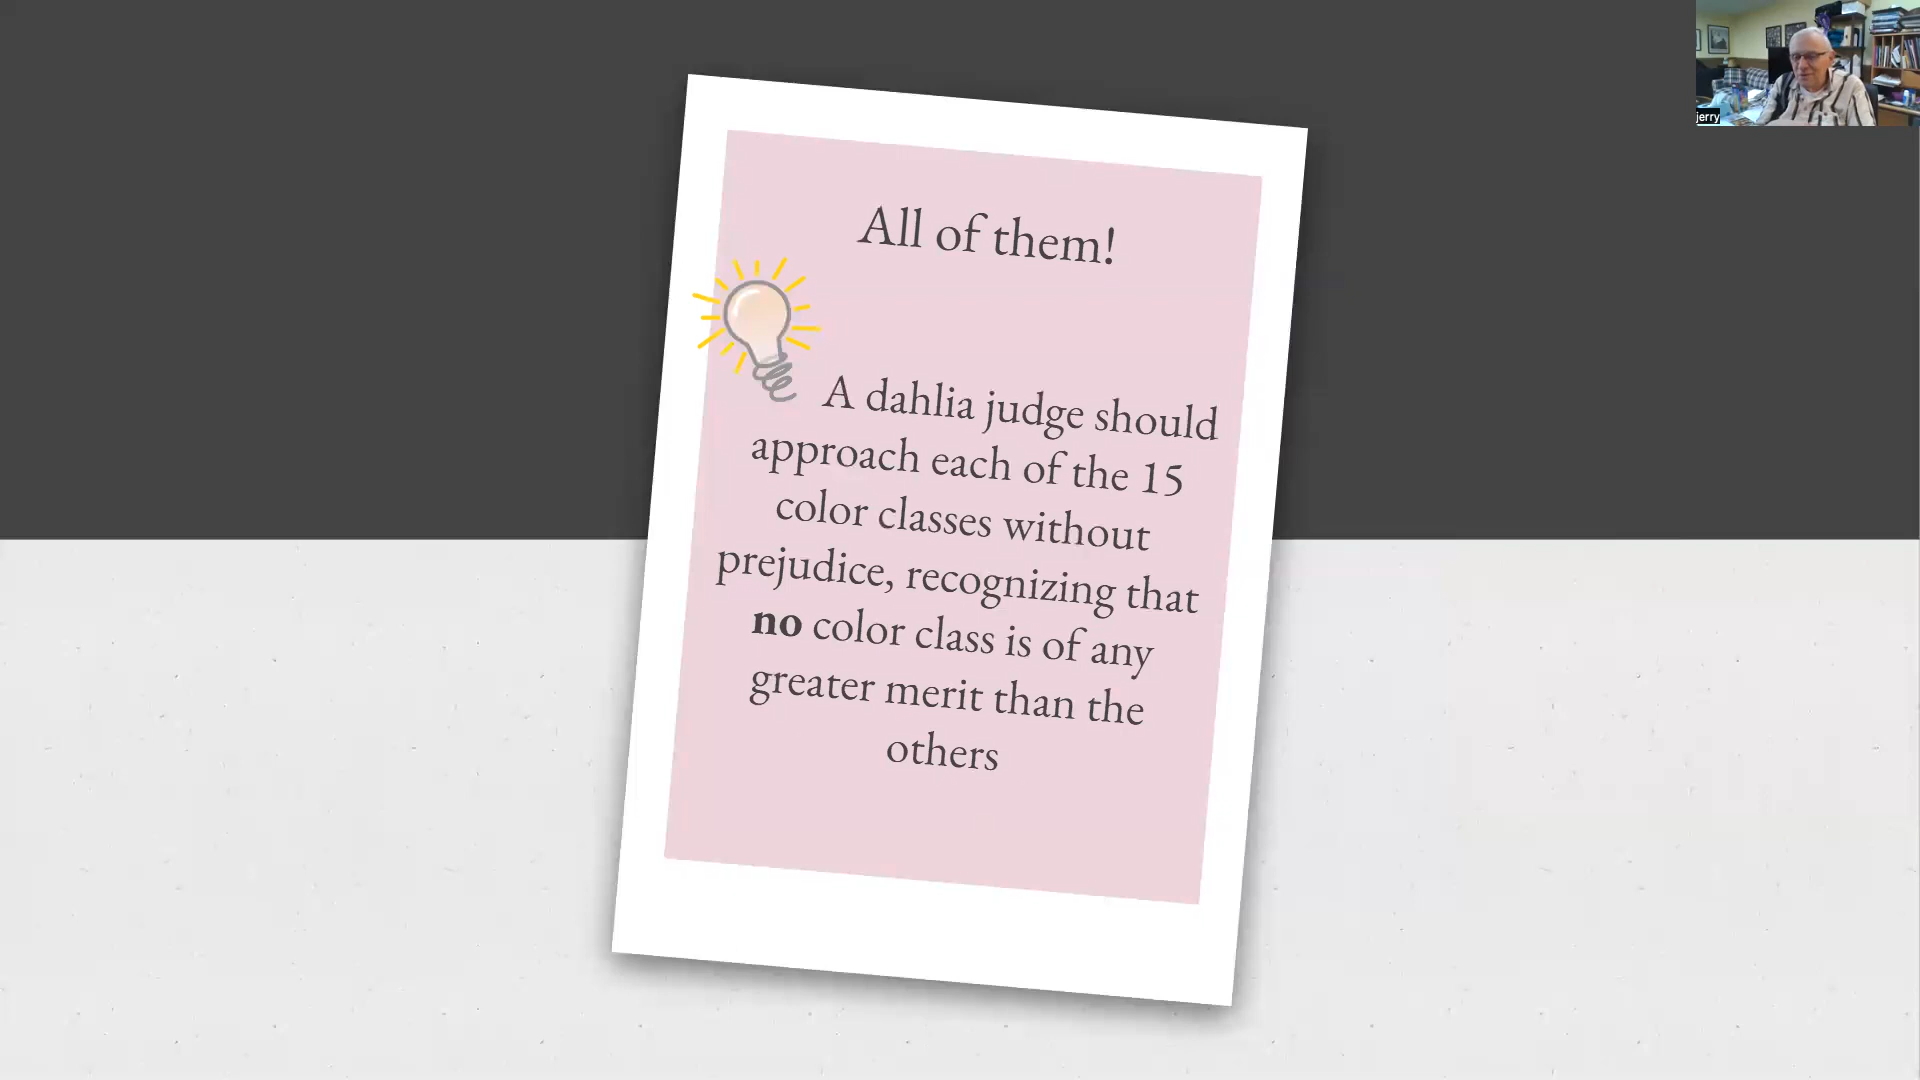 All of them!
A dahlia judge should
approach each of the 15
color classes without
prejudice, recognizing that
no color class is of any
greater merit than the
others
jerry